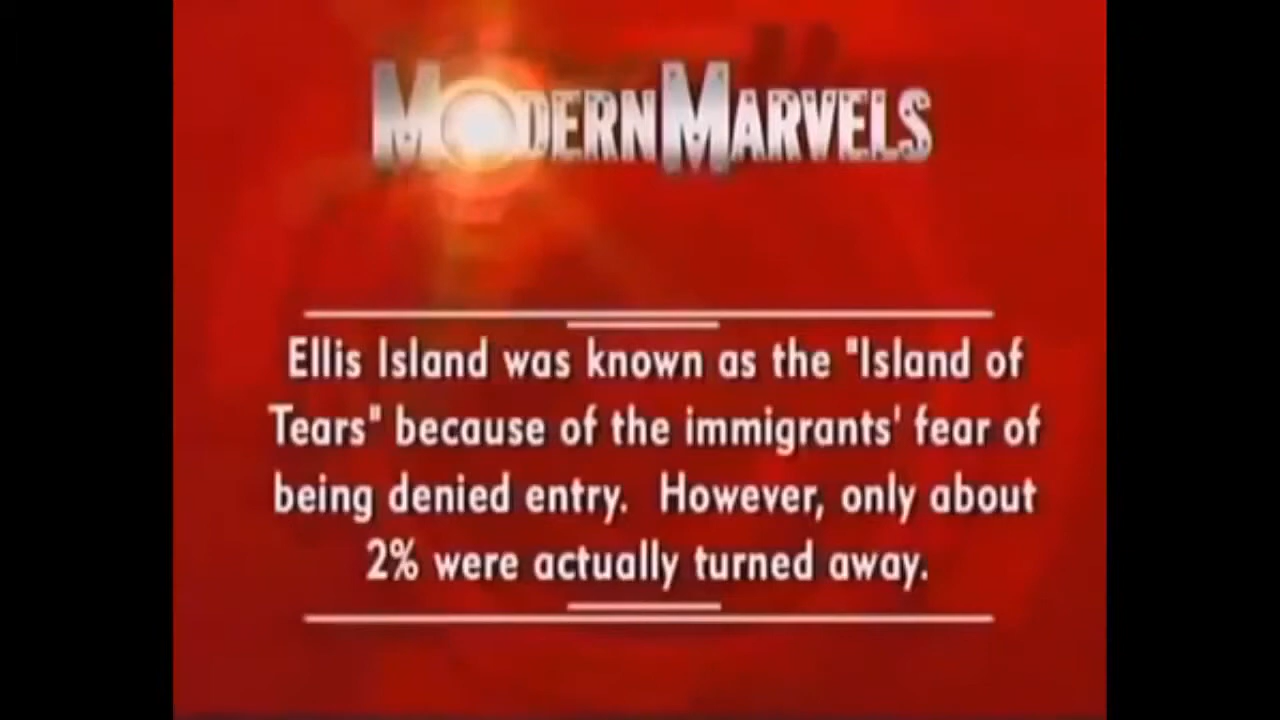 MODERN MARVELS
Ellis Island was known as the "Island of
Tears" because of the immigrants' fear of
being denied entry.  However, only about
2% were actually turned away.